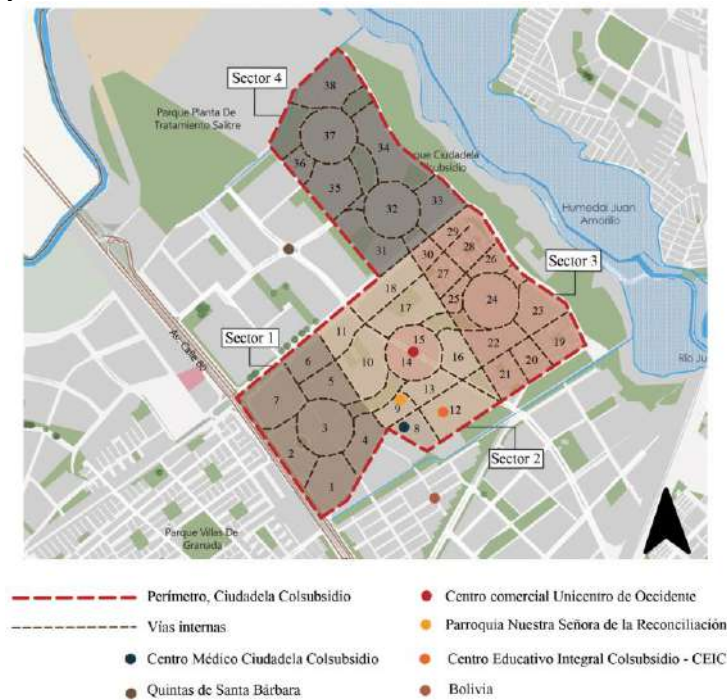 Sector 4
38
Parque Planta De
Tratamiento Salitre
37
34
Parque Ciudadela
Colsubsidio
36
35
32
33
Humedal Juan
Amarillo
31
29
30
28
26
27
Sector 3
18
25
24
17
23
Av. Calle 80
Sector 1
11
15
22
19
6
14
16
20
10
5
21
7
13
9
12
3
8
4
2
Sector 2
1
Parque Villas De
Granada
Perímetro, Ciudadela Colsubsidio
Centro comercial Unicentro de Occidente
Vías internas
Parroquia Nuestra Señora de la Reconciliación
Centro Médico Ciudadela Colsubsidio
Centro Educativo Integral Colsubsidio - CEIC
Quintas de Santa Bárbara
Bolivia